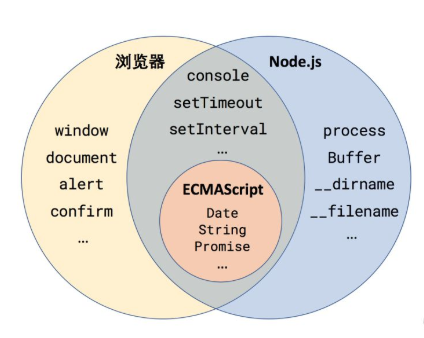 浏览器
window
document
alert
confirm
…
console
setTimeout
setInterval
…
ECMAScript
Date
String
Promise
…
Node.js
process
Buffer
__dirname
__filename
…